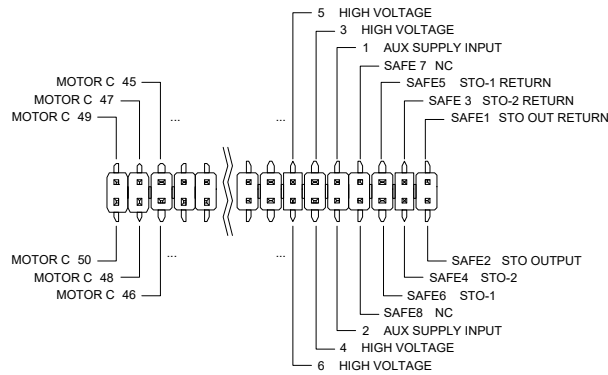 5 HIGH VOLTAGE
3 HIGH VOLTAGE
1 AUX SUPPLY INPUT
SAFE 7 NC
MOTOR C 45
SAFE5 STO-1 RETURN
MOTOR C 47
SAFE 3 STO-2 RETURN
MOTOR C 49
... ...
SAFE1 STO OUT RETURN
... ...
MOTOR C 50
SAFE2 STO OUTPUT
MOTOR C 48
SAFE4 STO-2
MOTOR C 46
SAFE6 STO-1
SAFE8 NC
2 AUX SUPPLY INPUT
4 HIGH VOLTAGE
6 HIGH VOLTAGE